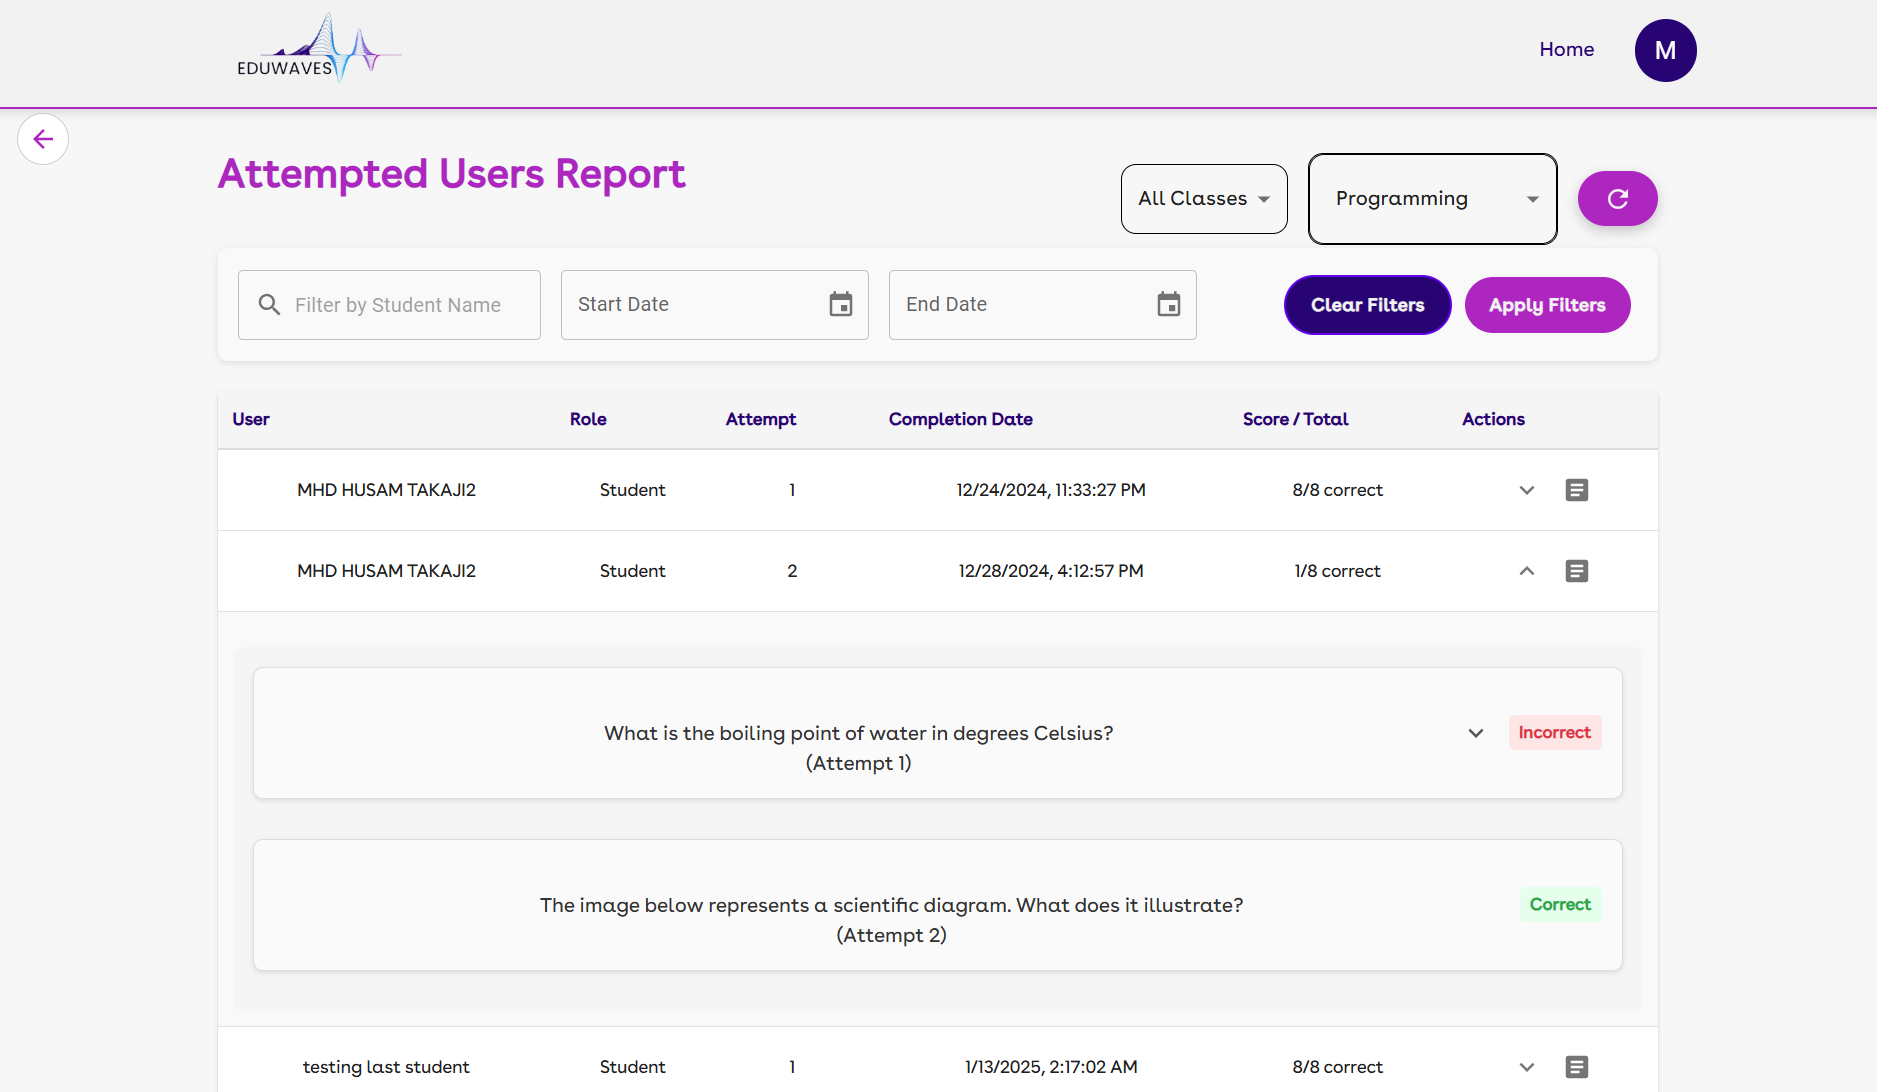 EDUWAVES
Home
M
Attempted Users Report
All Classes
Programming
Filter by Student Name
Start Date
End Date
Clear Filters
Apply Filters
User Role Attempt Completion Date Score / Total Actions
MHD HUSAM TAKAJI2 Student 1 12/24/2024, 11:33:27 PM 8/8 correct
MHD HUSAM TAKAJI2 Student 2 12/28/2024, 4:12:57 PM 1/8 correct
What is the boiling point of water in degrees Celsius?
(Attempt 1)
Incorrect
The image below represents a scientific diagram. What does it illustrate?
(Attempt 2)
Correct
testing last student Student 1 1/13/2025, 2:17:02 AM 8/8 correct